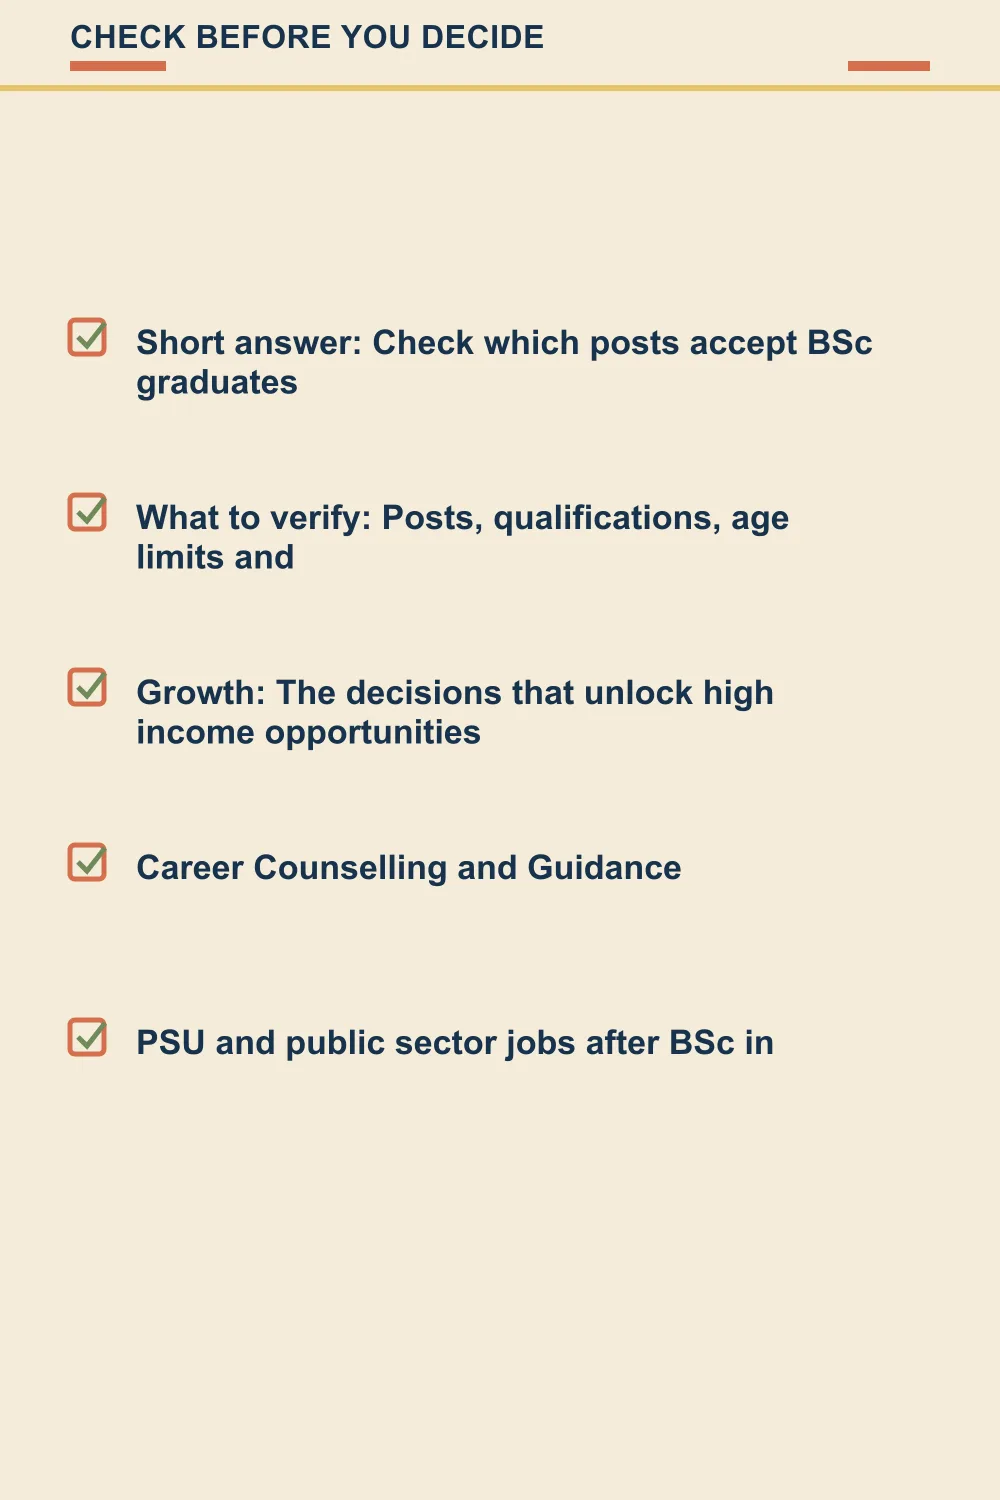 CHECK BEFORE YOU DECIDE
Short answer: Check which posts accept BSc
graduates
What to verify: Posts, qualifications, age
limits and
Growth: The decisions that unlock high
income opportunities
Career Counselling and Guidance
PSU and public sector jobs after BSc in